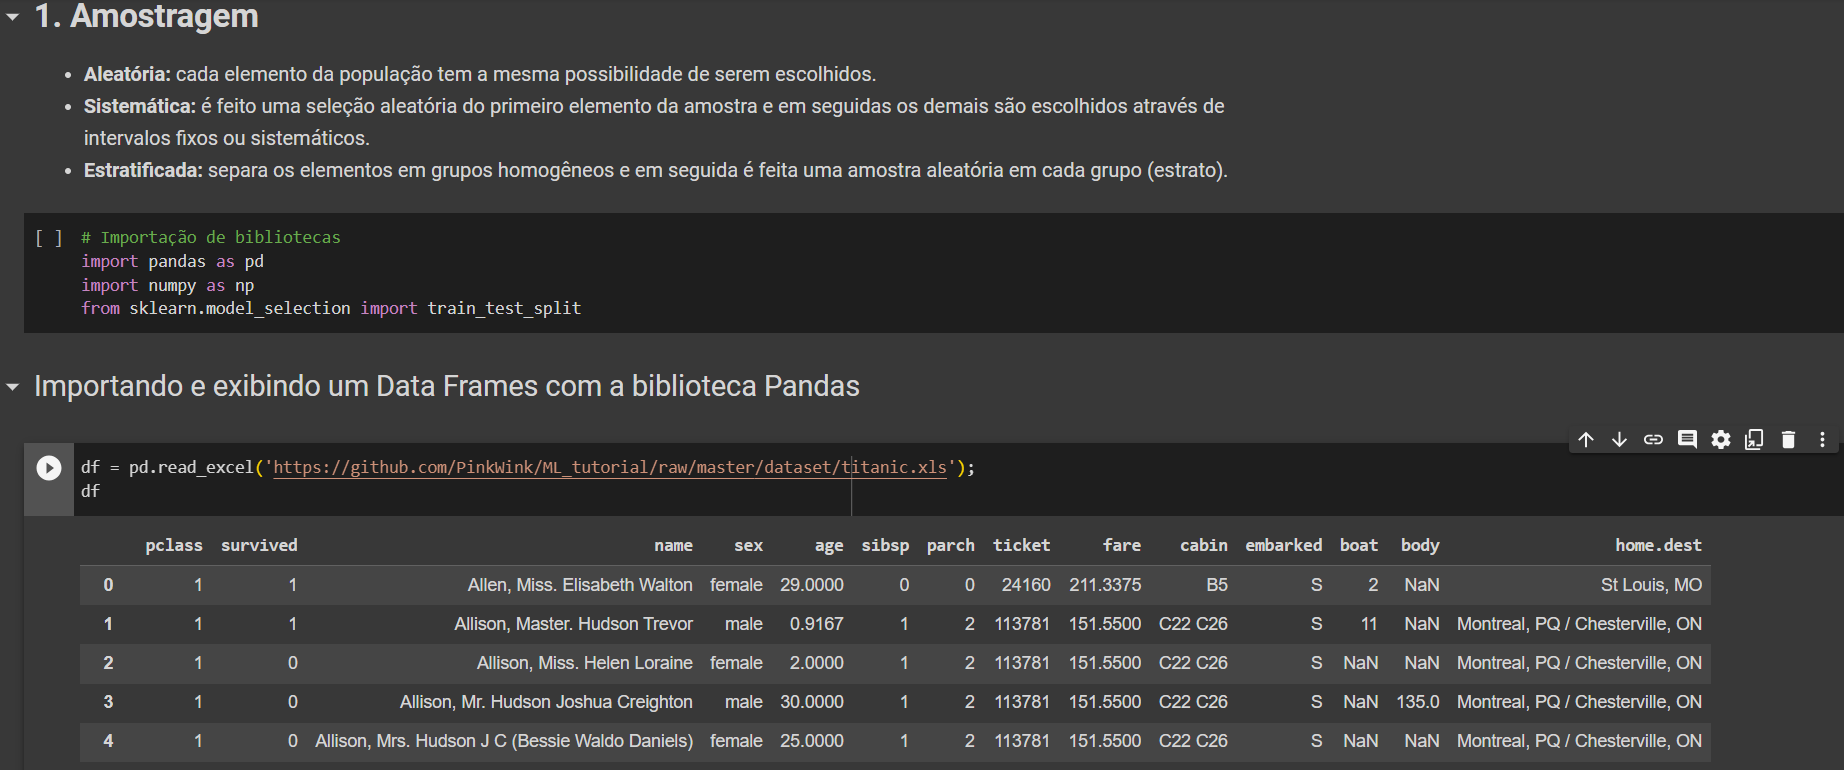 1. Amostragem
• Aleatória: cada elemento da população tem a mesma possibilidade de serem escolhidos.
• Sistemática: é feito uma seleção aleatória do primeiro elemento da amostra e em seguidas os demais são escolhidos através de
intervalos fixos ou sistemáticos.
• Estratificada: separa os elementos em grupos homogêneos e em seguida é feita uma amostra aleatória em cada grupo (estrato).
[ ] # Importação de bibliotecas
import pandas as pd
import numpy as np
from sklearn.model_selection import train_test_split
Importando e exibindo um Data Frames com a biblioteca Pandas
df = pd.read_excel('https://github.com/PinkWink/ML_tutorial/raw/master/dataset/titanic.xls');
df
pclass survived name sex age sibsp parch ticket fare cabin embarked boat body home.dest
0 1 1 Allen, Miss. Elisabeth Walton female 29.0000 0 0 24160 211.3375 B5 S 2 NaN St Louis, MO
1 1 1 Allison, Master. Hudson Trevor male 0.9167 1 2 113781 151.5500 C22 C26 S 11 NaN Montreal, PQ / Chesterville, ON
2 1 0 Allison, Miss. Helen Loraine female 2.0000 1 2 113781 151.5500 C22 C26 S NaN NaN Montreal, PQ / Chesterville, ON
3 1 0 Allison, Mr. Hudson Joshua Creighton male 30.0000 1 2 113781 151.5500 C22 C26 S NaN 135.0 Montreal, PQ / Chesterville, ON
4 1 0 Allison, Mrs. Hudson J C (Bessie Waldo Daniels) female 25.0000 1 2 113781 151.5500 C22 C26 S NaN NaN Montreal, PQ / Chesterville, ON